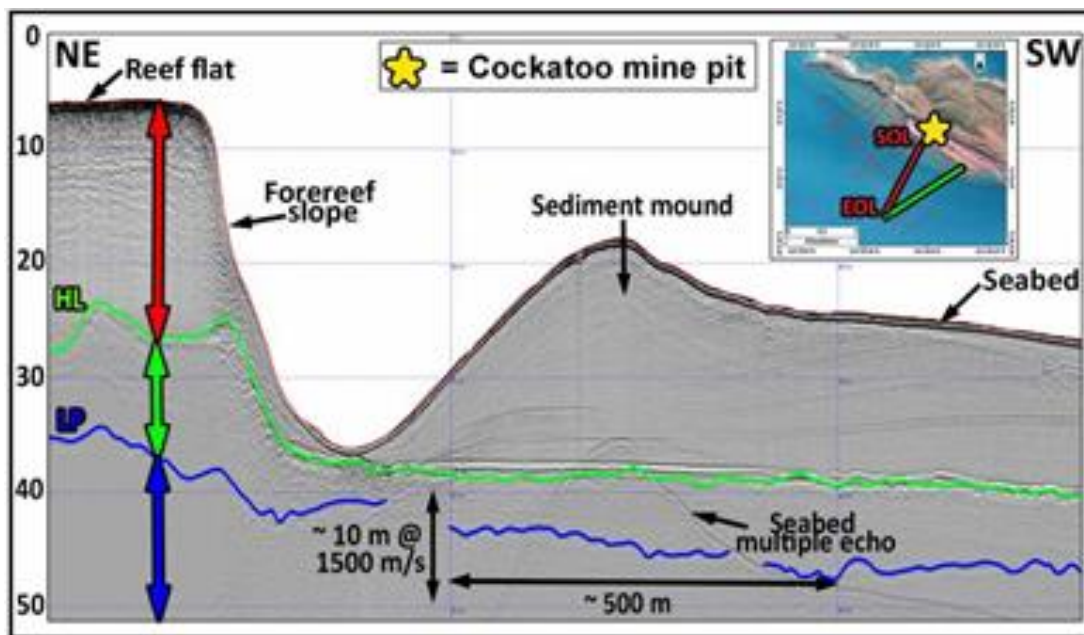 0
NE
Reef flat
= Cockatoo mine pit
SW
SOL
EOL
10
Forereef
slope
Sediment mound
20
Seabed
HL
30
LP
40
~ 10 m @
1500 m/s
Seabed
multiple echo
~ 500 m
50